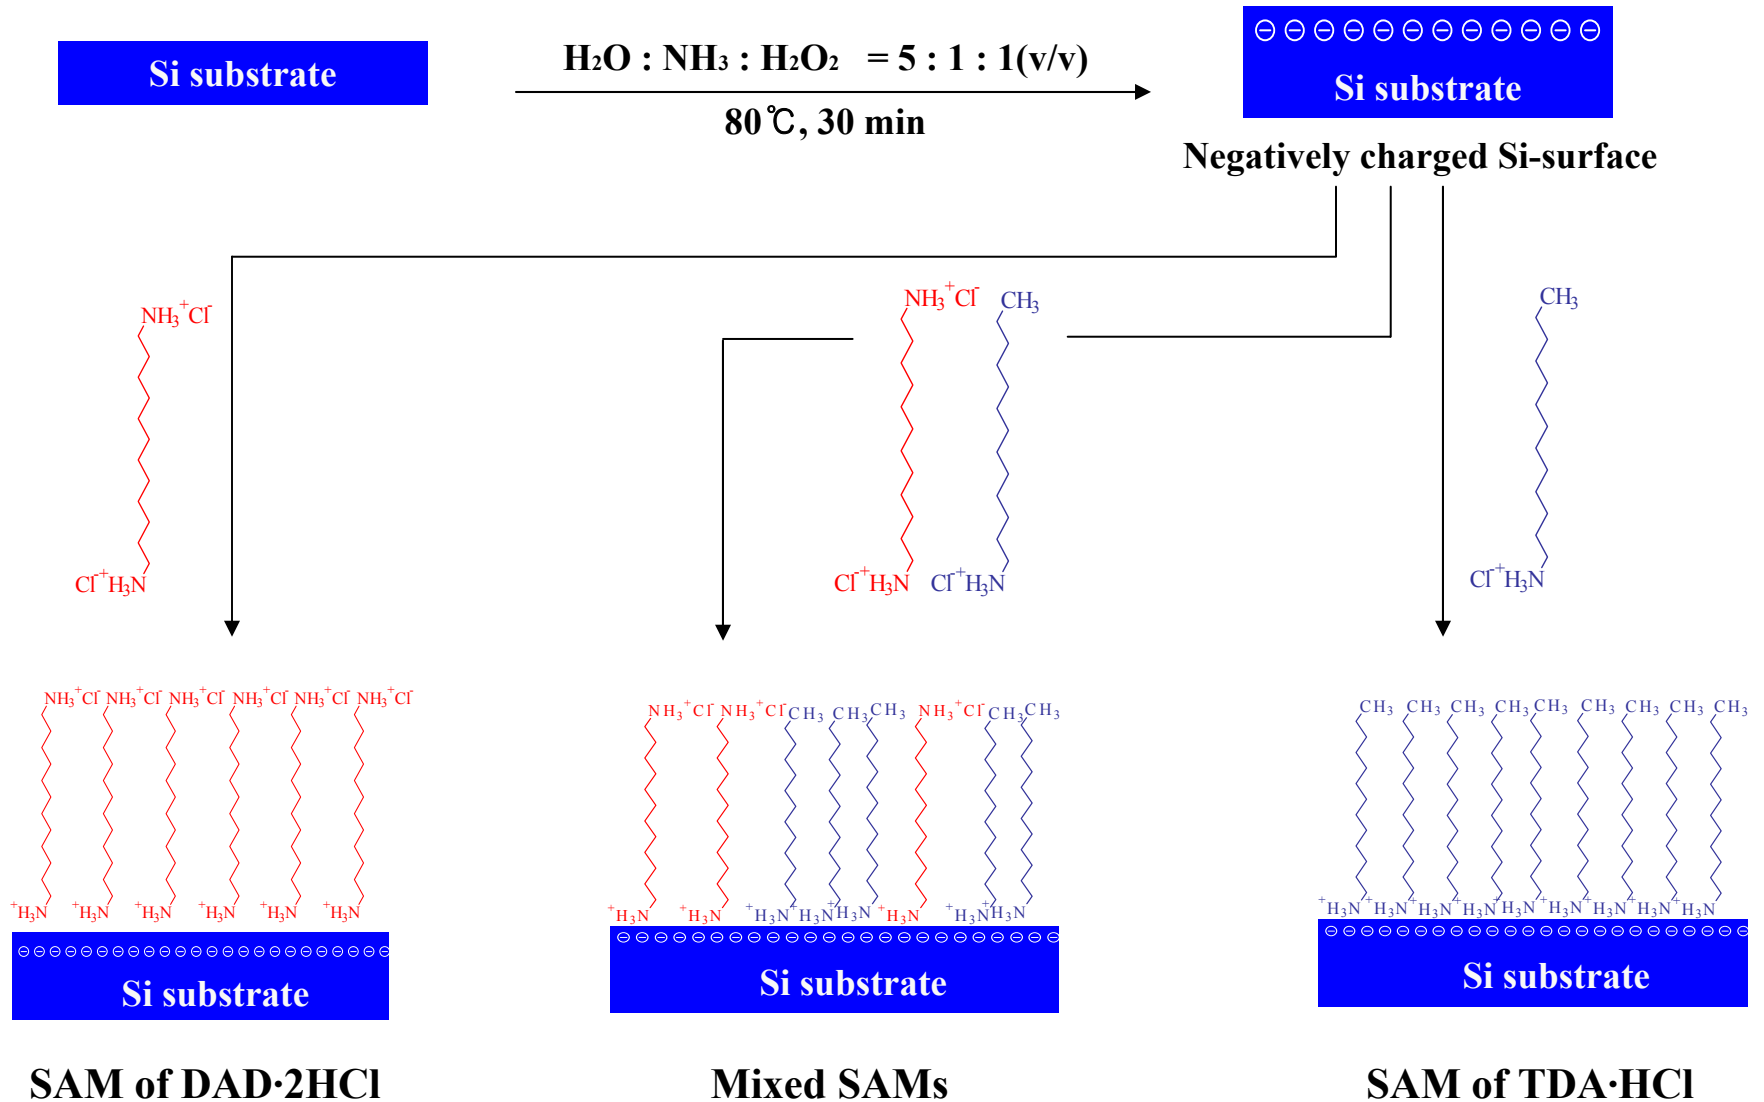 Si substrate
H₂O : NH₃ : H₂O₂ = 5 : 1 : 1(v/v)
80℃, 30 min
⊖ ⊖ ⊖ ⊖ ⊖ ⊖ ⊖ ⊖ ⊖ ⊖ ⊖ ⊖
Si substrate
Negatively charged Si-surface
NH₃⁺Cl⁻
Cl⁻⁺H₃N
NH₃⁺Cl⁻ CH₃
Cl⁻⁺H₃N Cl⁻⁺H₃N
CH₃
Cl⁻⁺H₃N
NH₃⁺Cl⁻ NH₃⁺Cl⁻ NH₃⁺Cl⁻ NH₃⁺Cl⁻ NH₃⁺Cl⁻ NH₃⁺Cl⁻
⁺H₃N ⁺H₃N ⁺H₃N ⁺H₃N ⁺H₃N ⁺H₃N
Si substrate
SAM of DAD·2HCl
NH₃⁺Cl⁻ NH₃⁺Cl⁻ CH₃ CH₃ CH₃ NH₃⁺Cl⁻ CH₃ CH₃
⁺H₃N ⁺H₃N ⁺H₃N ⁺H₃N ⁺H₃N ⁺H₃N ⁺H₃N ⁺H₃N
Si substrate
Mixed SAMs
CH₃ CH₃ CH₃ CH₃ CH₃ CH₃ CH₃ CH₃ CH₃
⁺H₃N ⁺H₃N ⁺H₃N ⁺H₃N ⁺H₃N ⁺H₃N ⁺H₃N ⁺H₃N ⁺H₃N
Si substrate
SAM of TDA·HCl